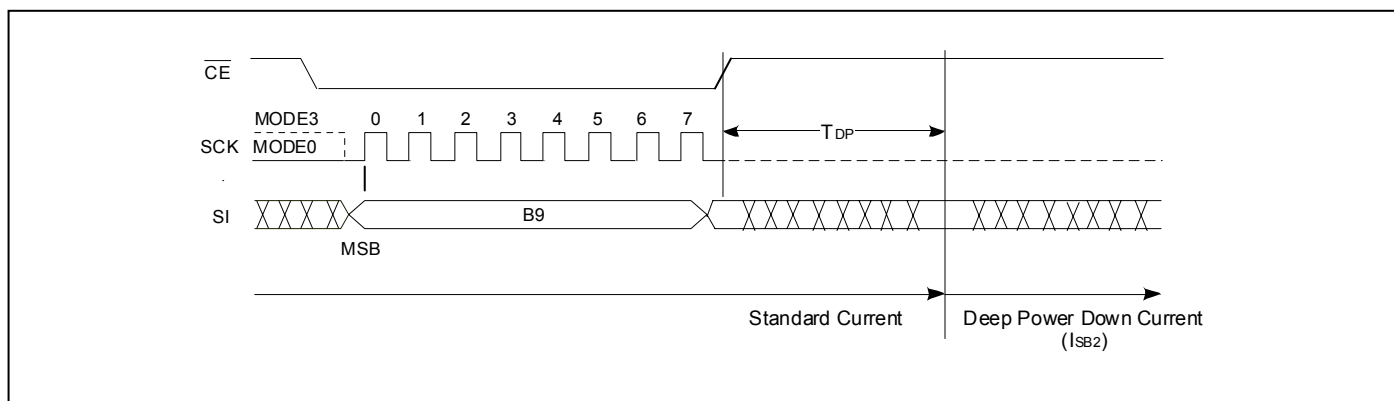 CE
MODE3
0 1 2 3 4 5 6 7
TDP
SCK
MODE0
SI
B9
MSB
Standard Current
Deep Power Down Current
(ISB2)